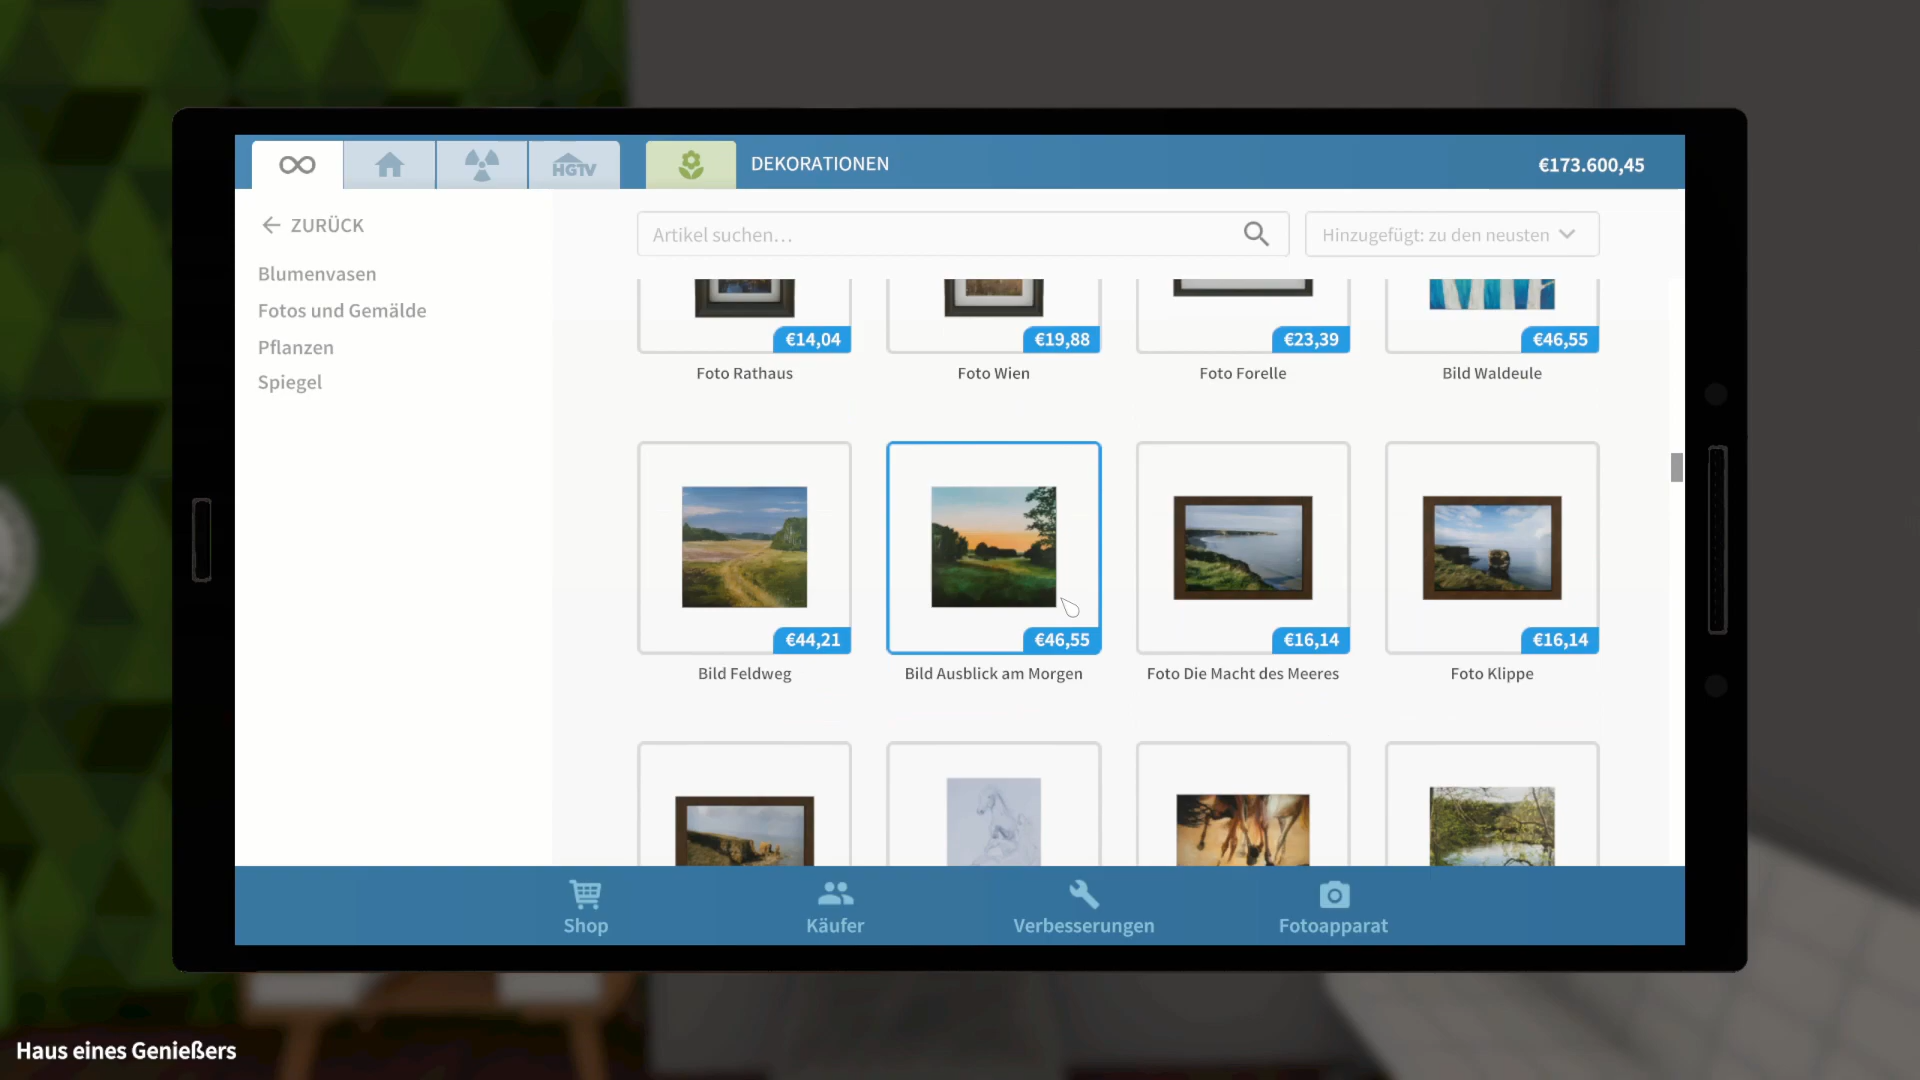 HGTV
DEKORATIONEN
€173.600,45
ZURÜCK
Blumenvasen
Fotos und Gemälde
Pflanzen
Spiegel
Artikel suchen...
Hinzugefügt: zu den neusten
€14,04
€19,88
€23,39
€46,55
Foto Rathaus
Foto Wien
Foto Forelle
Bild Waldeule
€44,21
€46,55
€16,14
€16,14
Bild Feldweg
Bild Ausblick am Morgen
Foto Die Macht des Meeres
Foto Klippe
Shop
Käufer
Verbesserungen
Fotoapparat
Haus eines Genießers